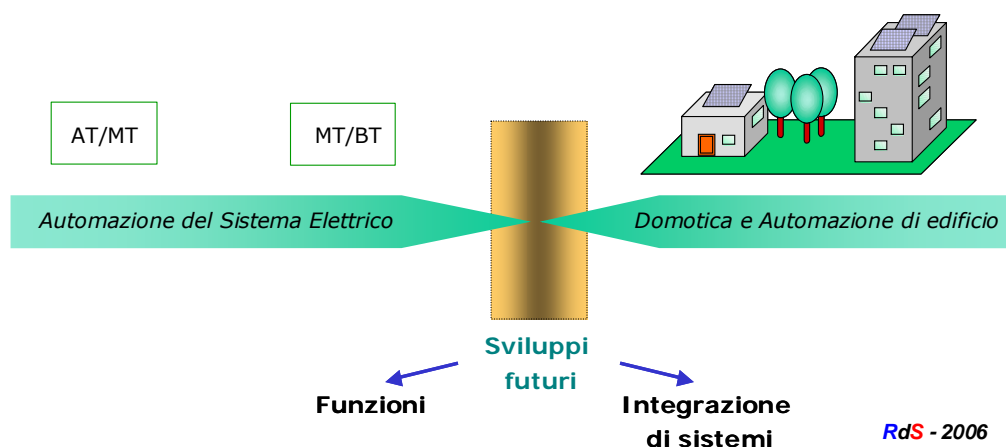 AT/MT
MT/BT
Automazione del Sistema Elettrico
Domotica e Automazione di edificio
Sviluppi
futuri
Funzioni
Integrazione
di sistemi
RdS - 2006